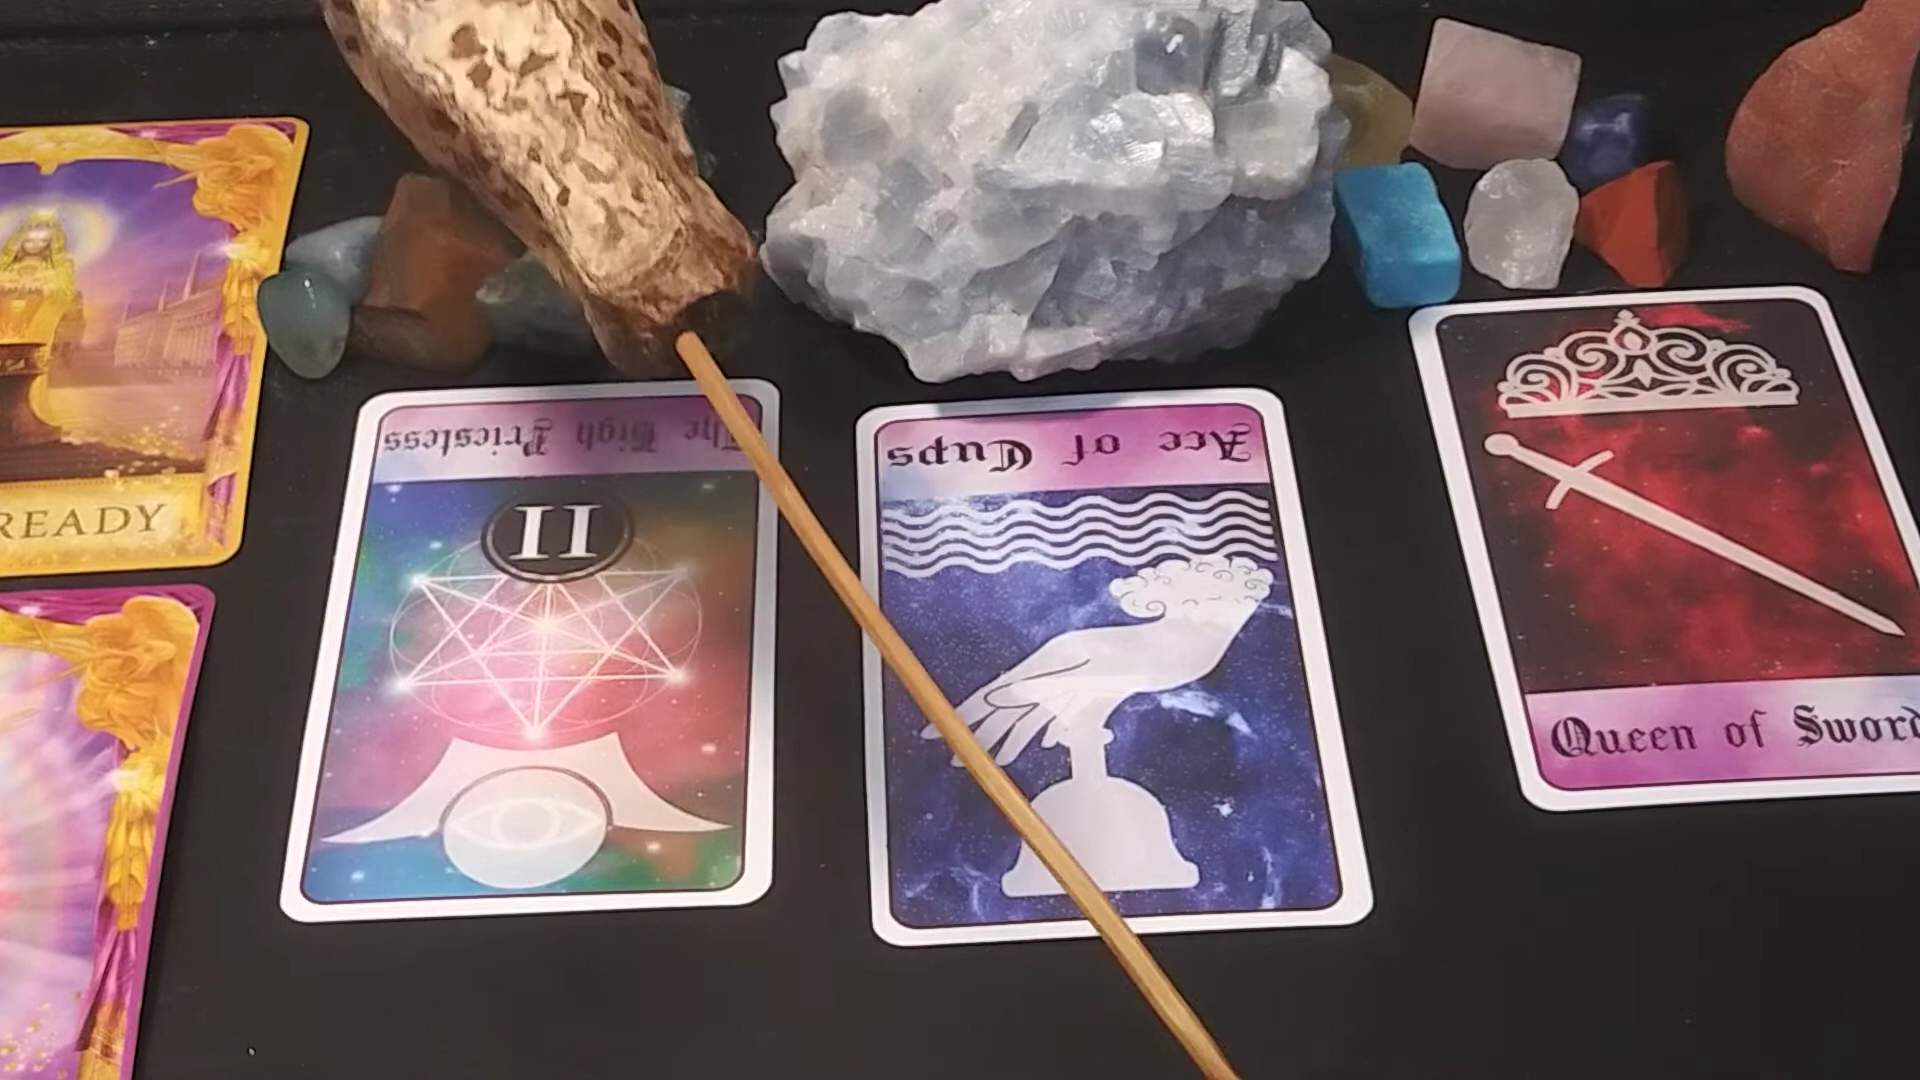 READY
The High Priestess
II
Ace of Cups
Queen of Sword